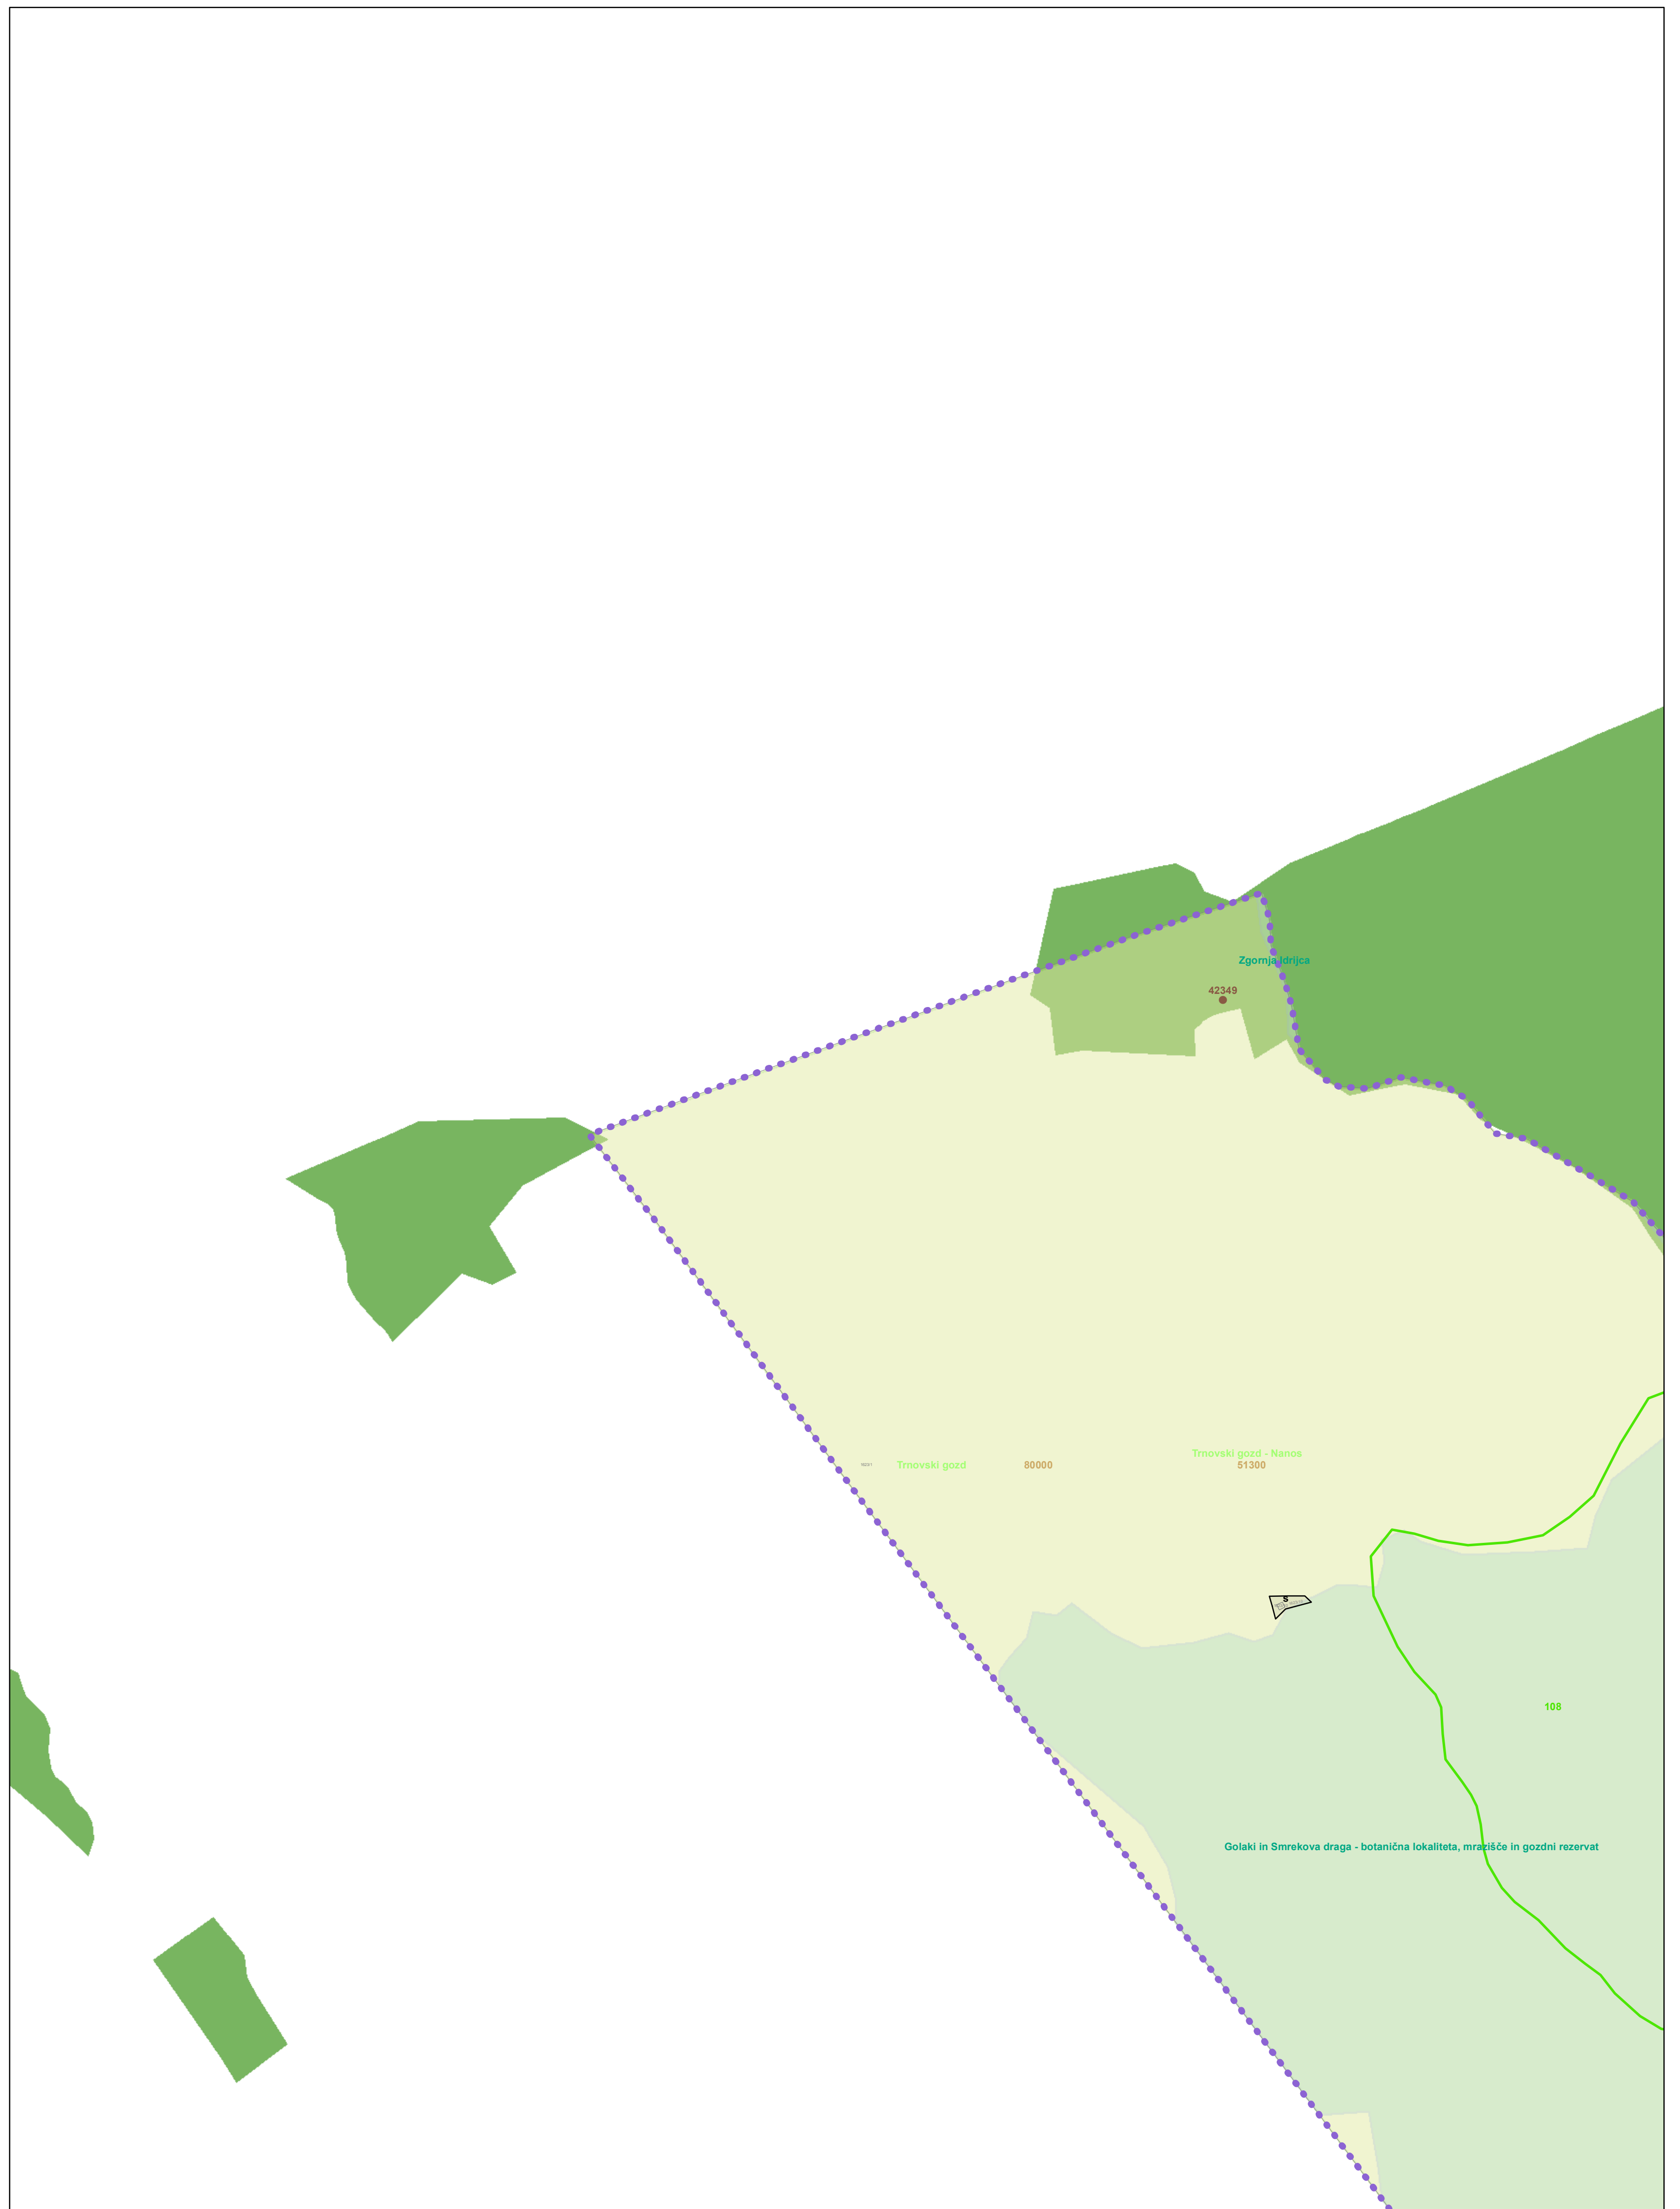 Zgornja Idrijca
42349
Trnovski gozd - Nanos
Trnovski gozd
80000
51300
S
108
Golaki in Smrekova draga - botanična lokaliteta, mrazišče in gozdni rezervat